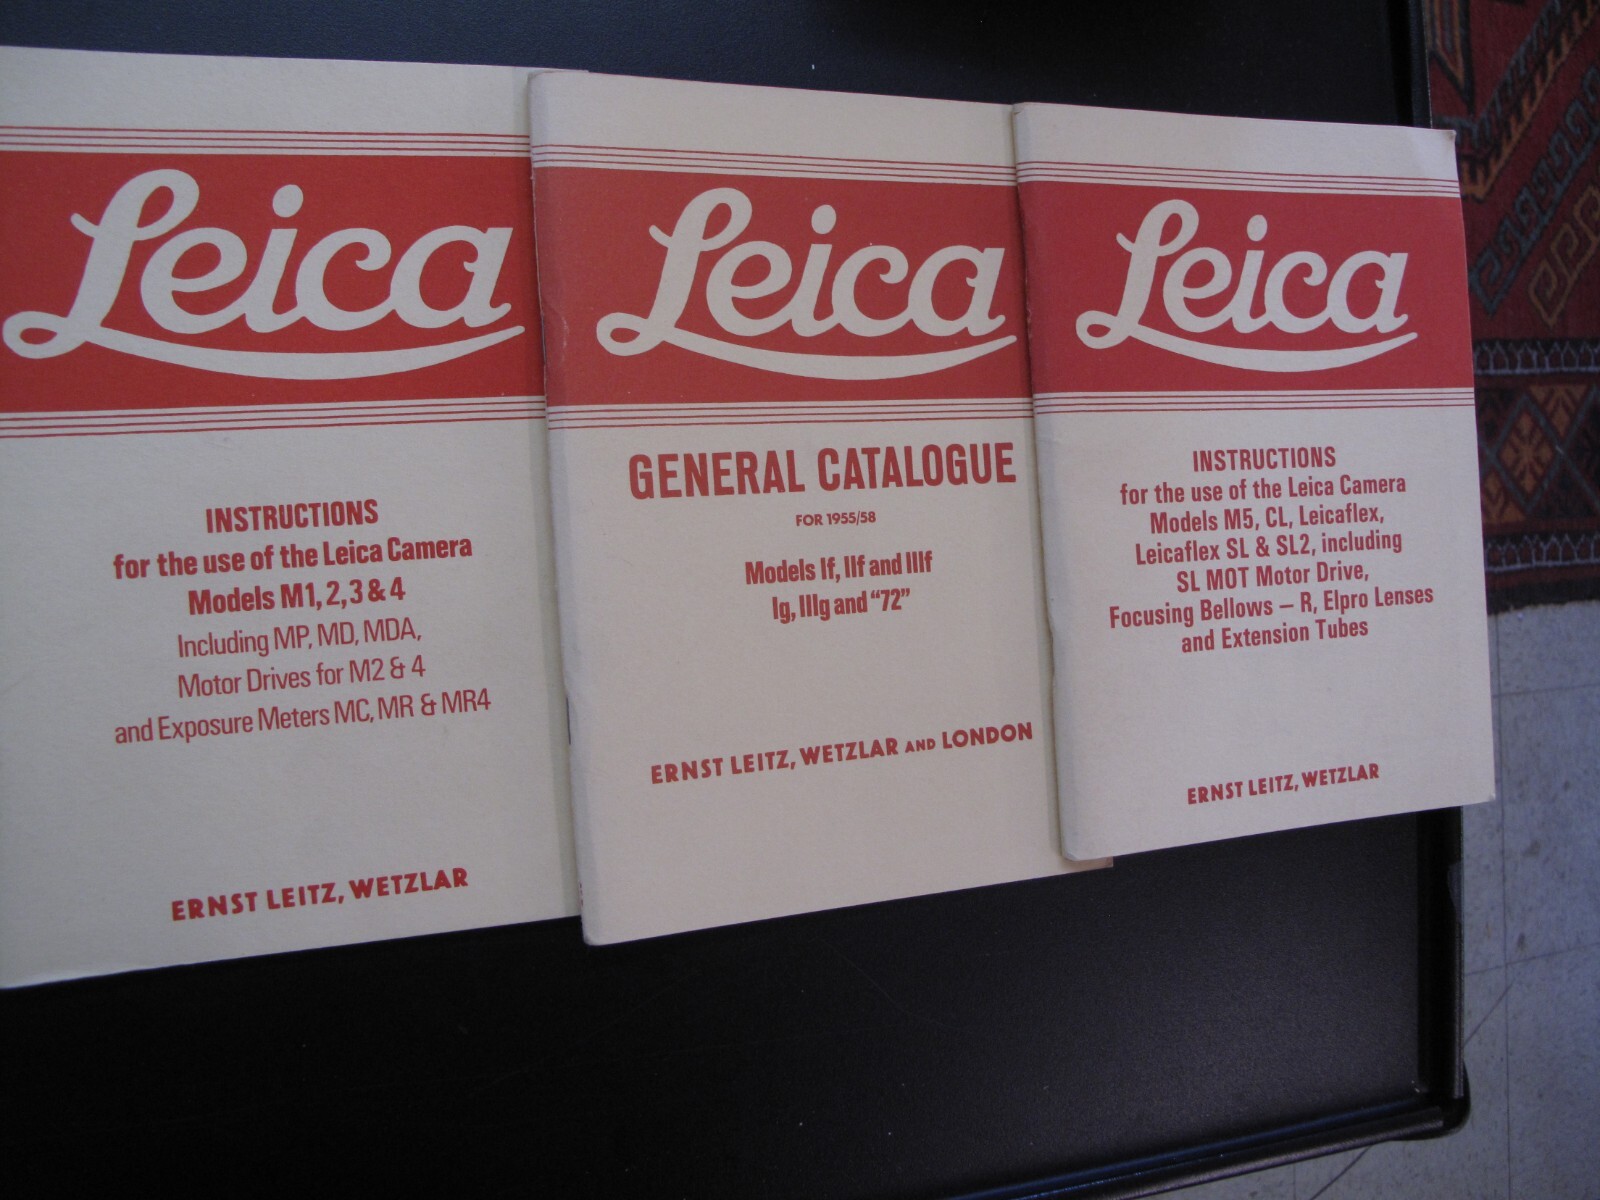 Leica
INSTRUCTIONS
for the use of the Leica Camera
Models M1, 2, 3 & 4
Including MP, MD, MDA,
Motor Drives for M2 & 4
and Exposure Meters MC, MR & MR4
ERNST LEITZ, WETZLAR
Leica
GENERAL CATALOGUE
FOR 1955/58
Models If, IIf and IIIf
Ig, IIIg and "72"
ERNST LEITZ, WETZLAR AND LONDON
Leica
INSTRUCTIONS
for the use of the Leica Camera
Models M5, CL, Leicaflex,
Leicaflex SL & SL2, including
SL MOT Motor Drive,
Focusing Bellows – R, Elpro Lenses
and Extension Tubes
ERNST LEITZ, WETZLAR